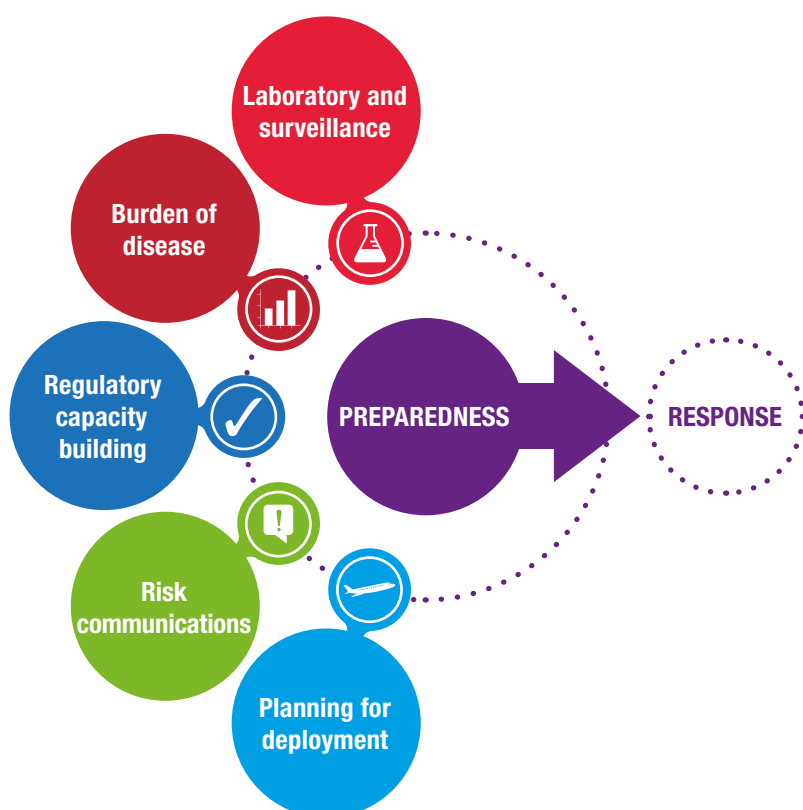 Laboratory and
surveillance
Burden of
disease
Regulatory
capacity
building
PREPAREDNESS
RESPONSE
Risk
communications
Planning for
deployment